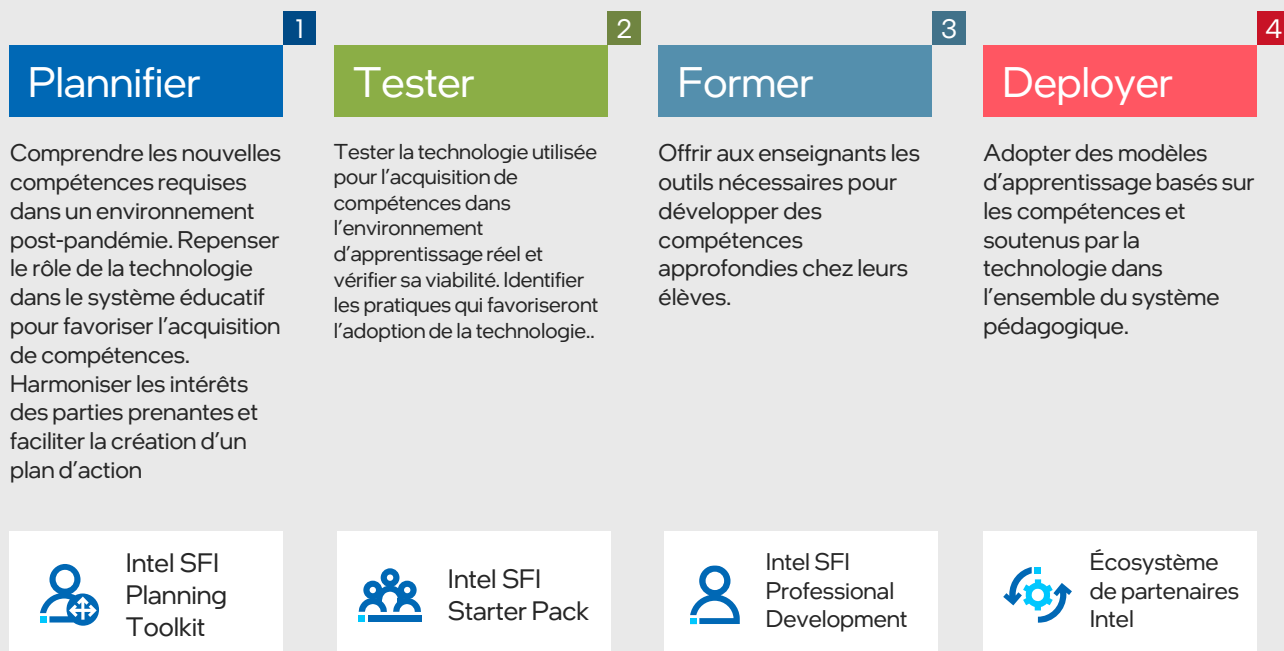 1
Plannifier
Comprendre les nouvelles
compétences requises
dans un environnement
post-pandémie. Repenser
le rôle de la technologie
dans le système éducatif
pour favoriser l’acquisition
de compétences.
Harmoniser les intérêts
des parties prenantes et
faciliter la création d’un
plan d’action
Intel SFI
Planning
Toolkit
2
Tester
Tester la technologie utilisée
pour l’acquisition de
compétences dans
l’environnement
d’apprentissage réel et
vérifier sa viabilité. Identifier
les pratiques qui favoriseront
l’adoption de la technologie..
Intel SFI
Starter Pack
3
Former
Offrir aux enseignants les
outils nécessaires pour
développer des
compétences
approfondies chez leurs
élèves.
Intel SFI
Professional
Development
4
Deployer
Adopter des modèles
d’apprentissage basés sur
les compétences et
soutenus par la
technologie dans
l’ensemble du système
pédagogique.
Écosystème
de partenaires
Intel